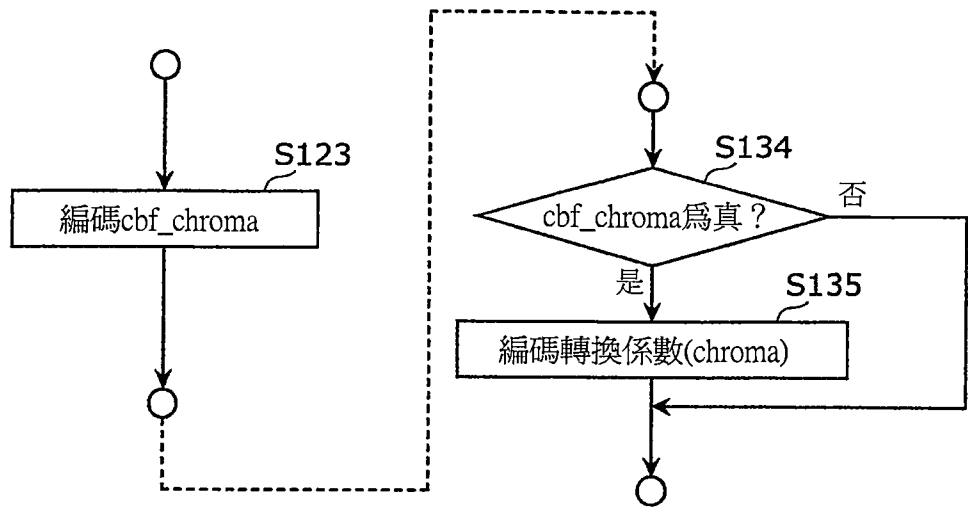 S123
編碼cbf_chroma
S134
cbf_chroma爲真？
否
是
S135
編碼轉換係數(chroma)